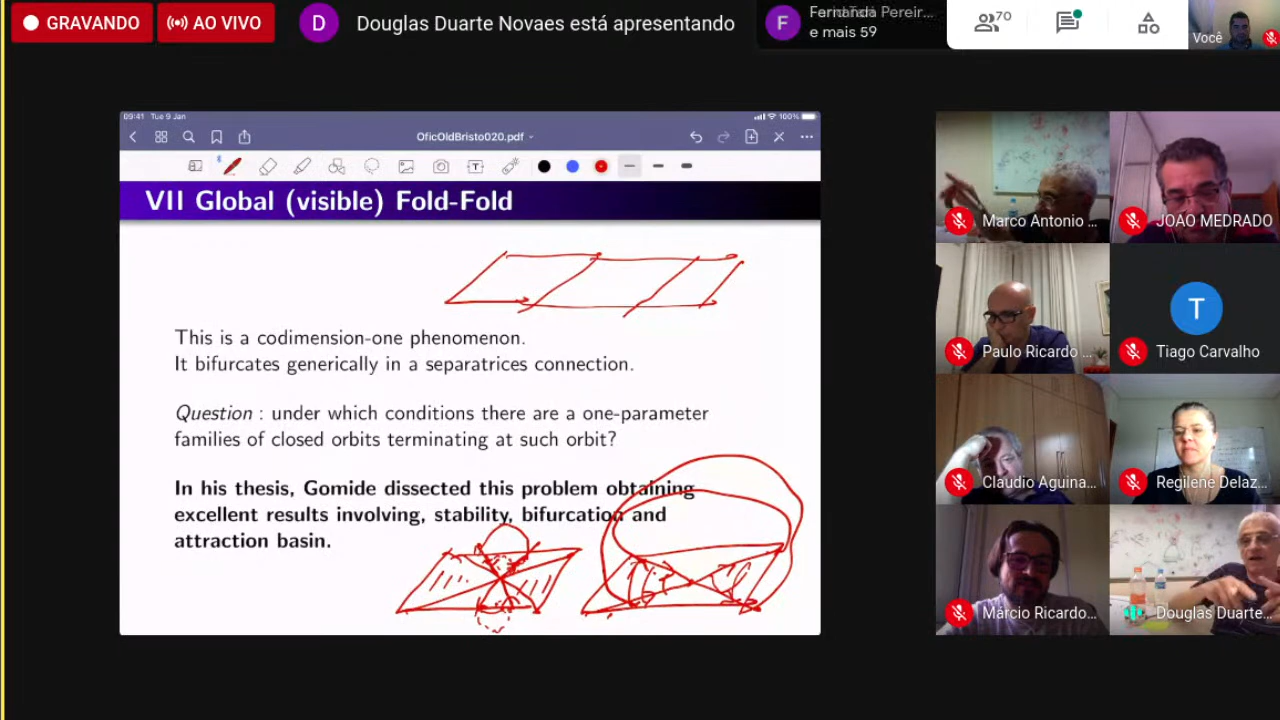 GRAVANDO
AO VIVO
D
Douglas Duarte Novaes está apresentando
F
Fernanda Pereir...
e mais 59
70
Você
09:41 Tue 9 Jan
100%
OficOldBristo020.pdf
T
VII Global (visible) Fold-Fold
This is a codimension-one phenomenon.
It bifurcates generically in a separatrices connection.
Question : under which conditions there are a one-parameter
families of closed orbits terminating at such orbit?
In his thesis, Gomide dissected this problem obtaining
excellent results involving, stability, bifurcation and
attraction basin.
Marco Antonio ...
JOAO MEDRADO
Paulo Ricardo ...
T
Tiago Carvalho
Claudio Aguina...
Regilene Delaz...
Márcio Ricardo...
Douglas Duarte...